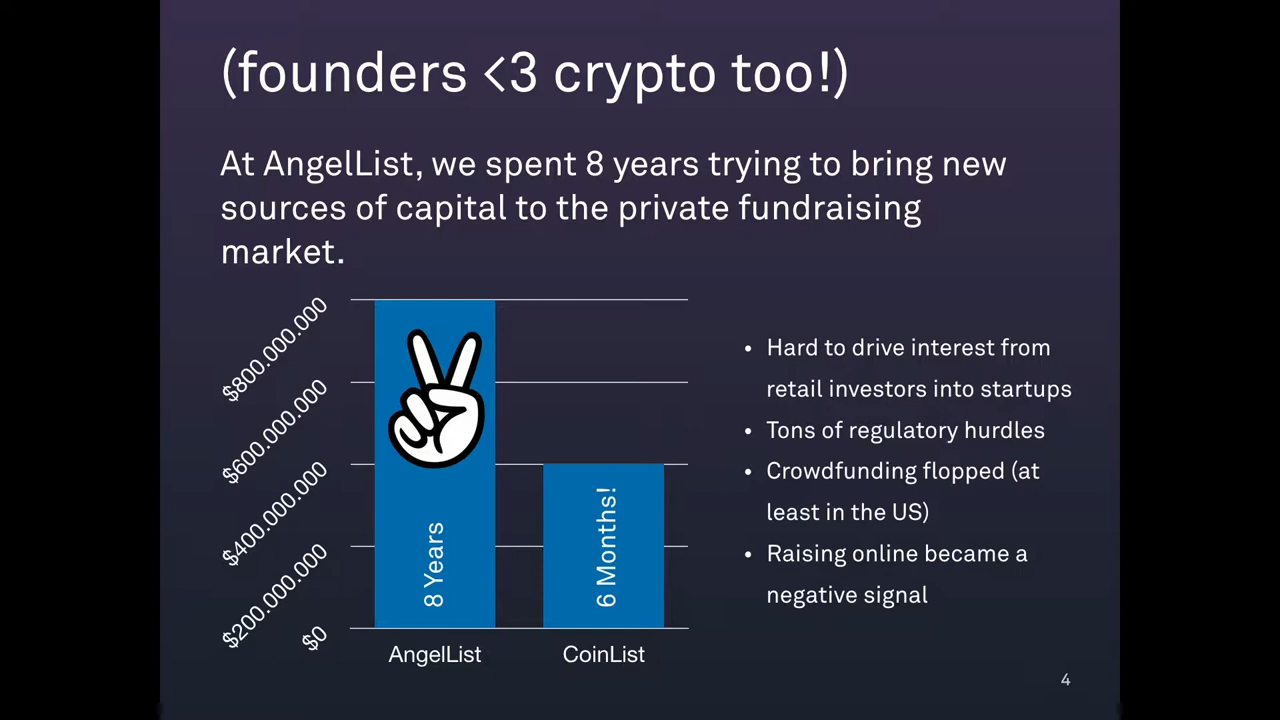 (founders <3 crypto too!)
At AngelList, we spent 8 years trying to bring new
sources of capital to the private fundraising
market.
$800.000.000
$600.000.000
$400.000.000
$200.000.000
$0
8 Years
6 Months!
AngelList
CoinList
• Hard to drive interest from
retail investors into startups
• Tons of regulatory hurdles
• Crowdfunding flopped (at
least in the US)
• Raising online became a
negative signal
4